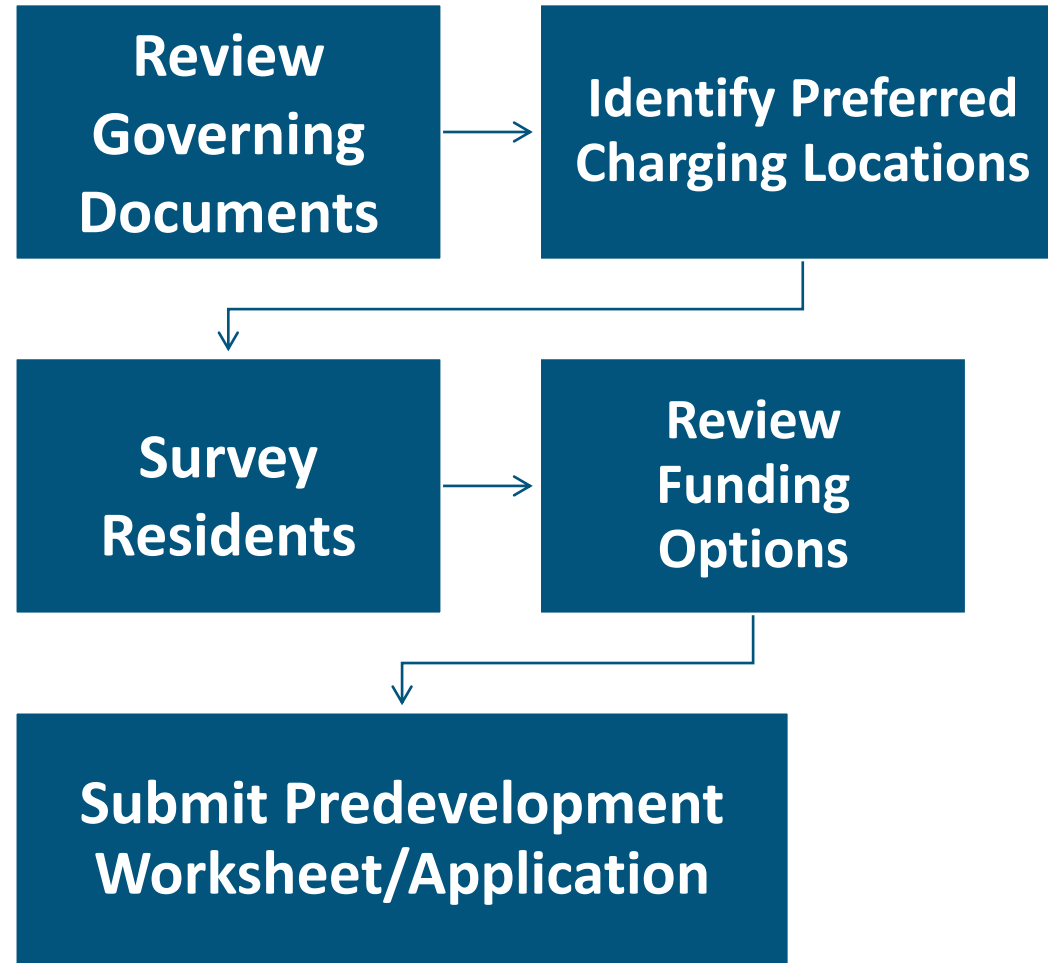 Review
Governing
Documents
Identify Preferred
Charging Locations
Survey
Residents
Review
Funding
Options
Submit Predevelopment
Worksheet/Application